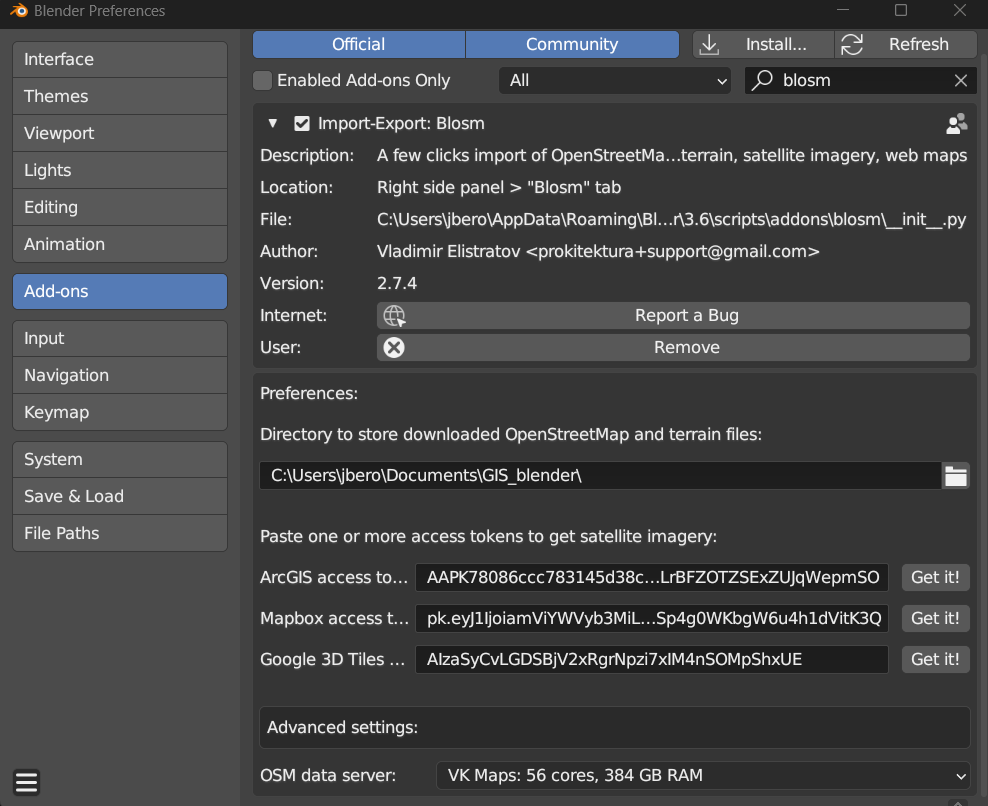 Blender Preferences
Interface
Themes
Viewport
Lights
Editing
Animation
Add-ons
Input
Navigation
Keymap
System
Save & Load
File Paths
Official Community Install... Refresh
Enabled Add-ons Only All blosm
Import-Export: Blosm
Description: A few clicks import of OpenStreetMa...terrain, satellite imagery, web maps
Location: Right side panel > "Blosm" tab
File: C:\Users\jbero\AppData\Roaming\Bl...r\3.6\scripts\addons\blosm\__init__.py
Author: Vladimir Elistratov <prokitektura+support@gmail.com>
Version: 2.7.4
Internet: Report a Bug
User: Remove
Preferences:
Directory to store downloaded OpenStreetMap and terrain files:
C:\Users\jbero\Documents\GIS_blender\
Paste one or more access tokens to get satellite imagery:
ArcGIS access to... AAPK78086ccc783145d38c...LrBFZOTZSExZUJqWepmSO Get it!
Mapbox access t... pk.eyJ1IjoiamViYWVyb3MiL...Sp4g0WKbgW6u4h1dVitK3Q Get it!
Google 3D Tiles ... AIzaSyCvLGDSBjV2xRgrNpzi7xIM4nSOMpShxUE Get it!
Advanced settings:
OSM data server: VK Maps: 56 cores, 384 GB RAM